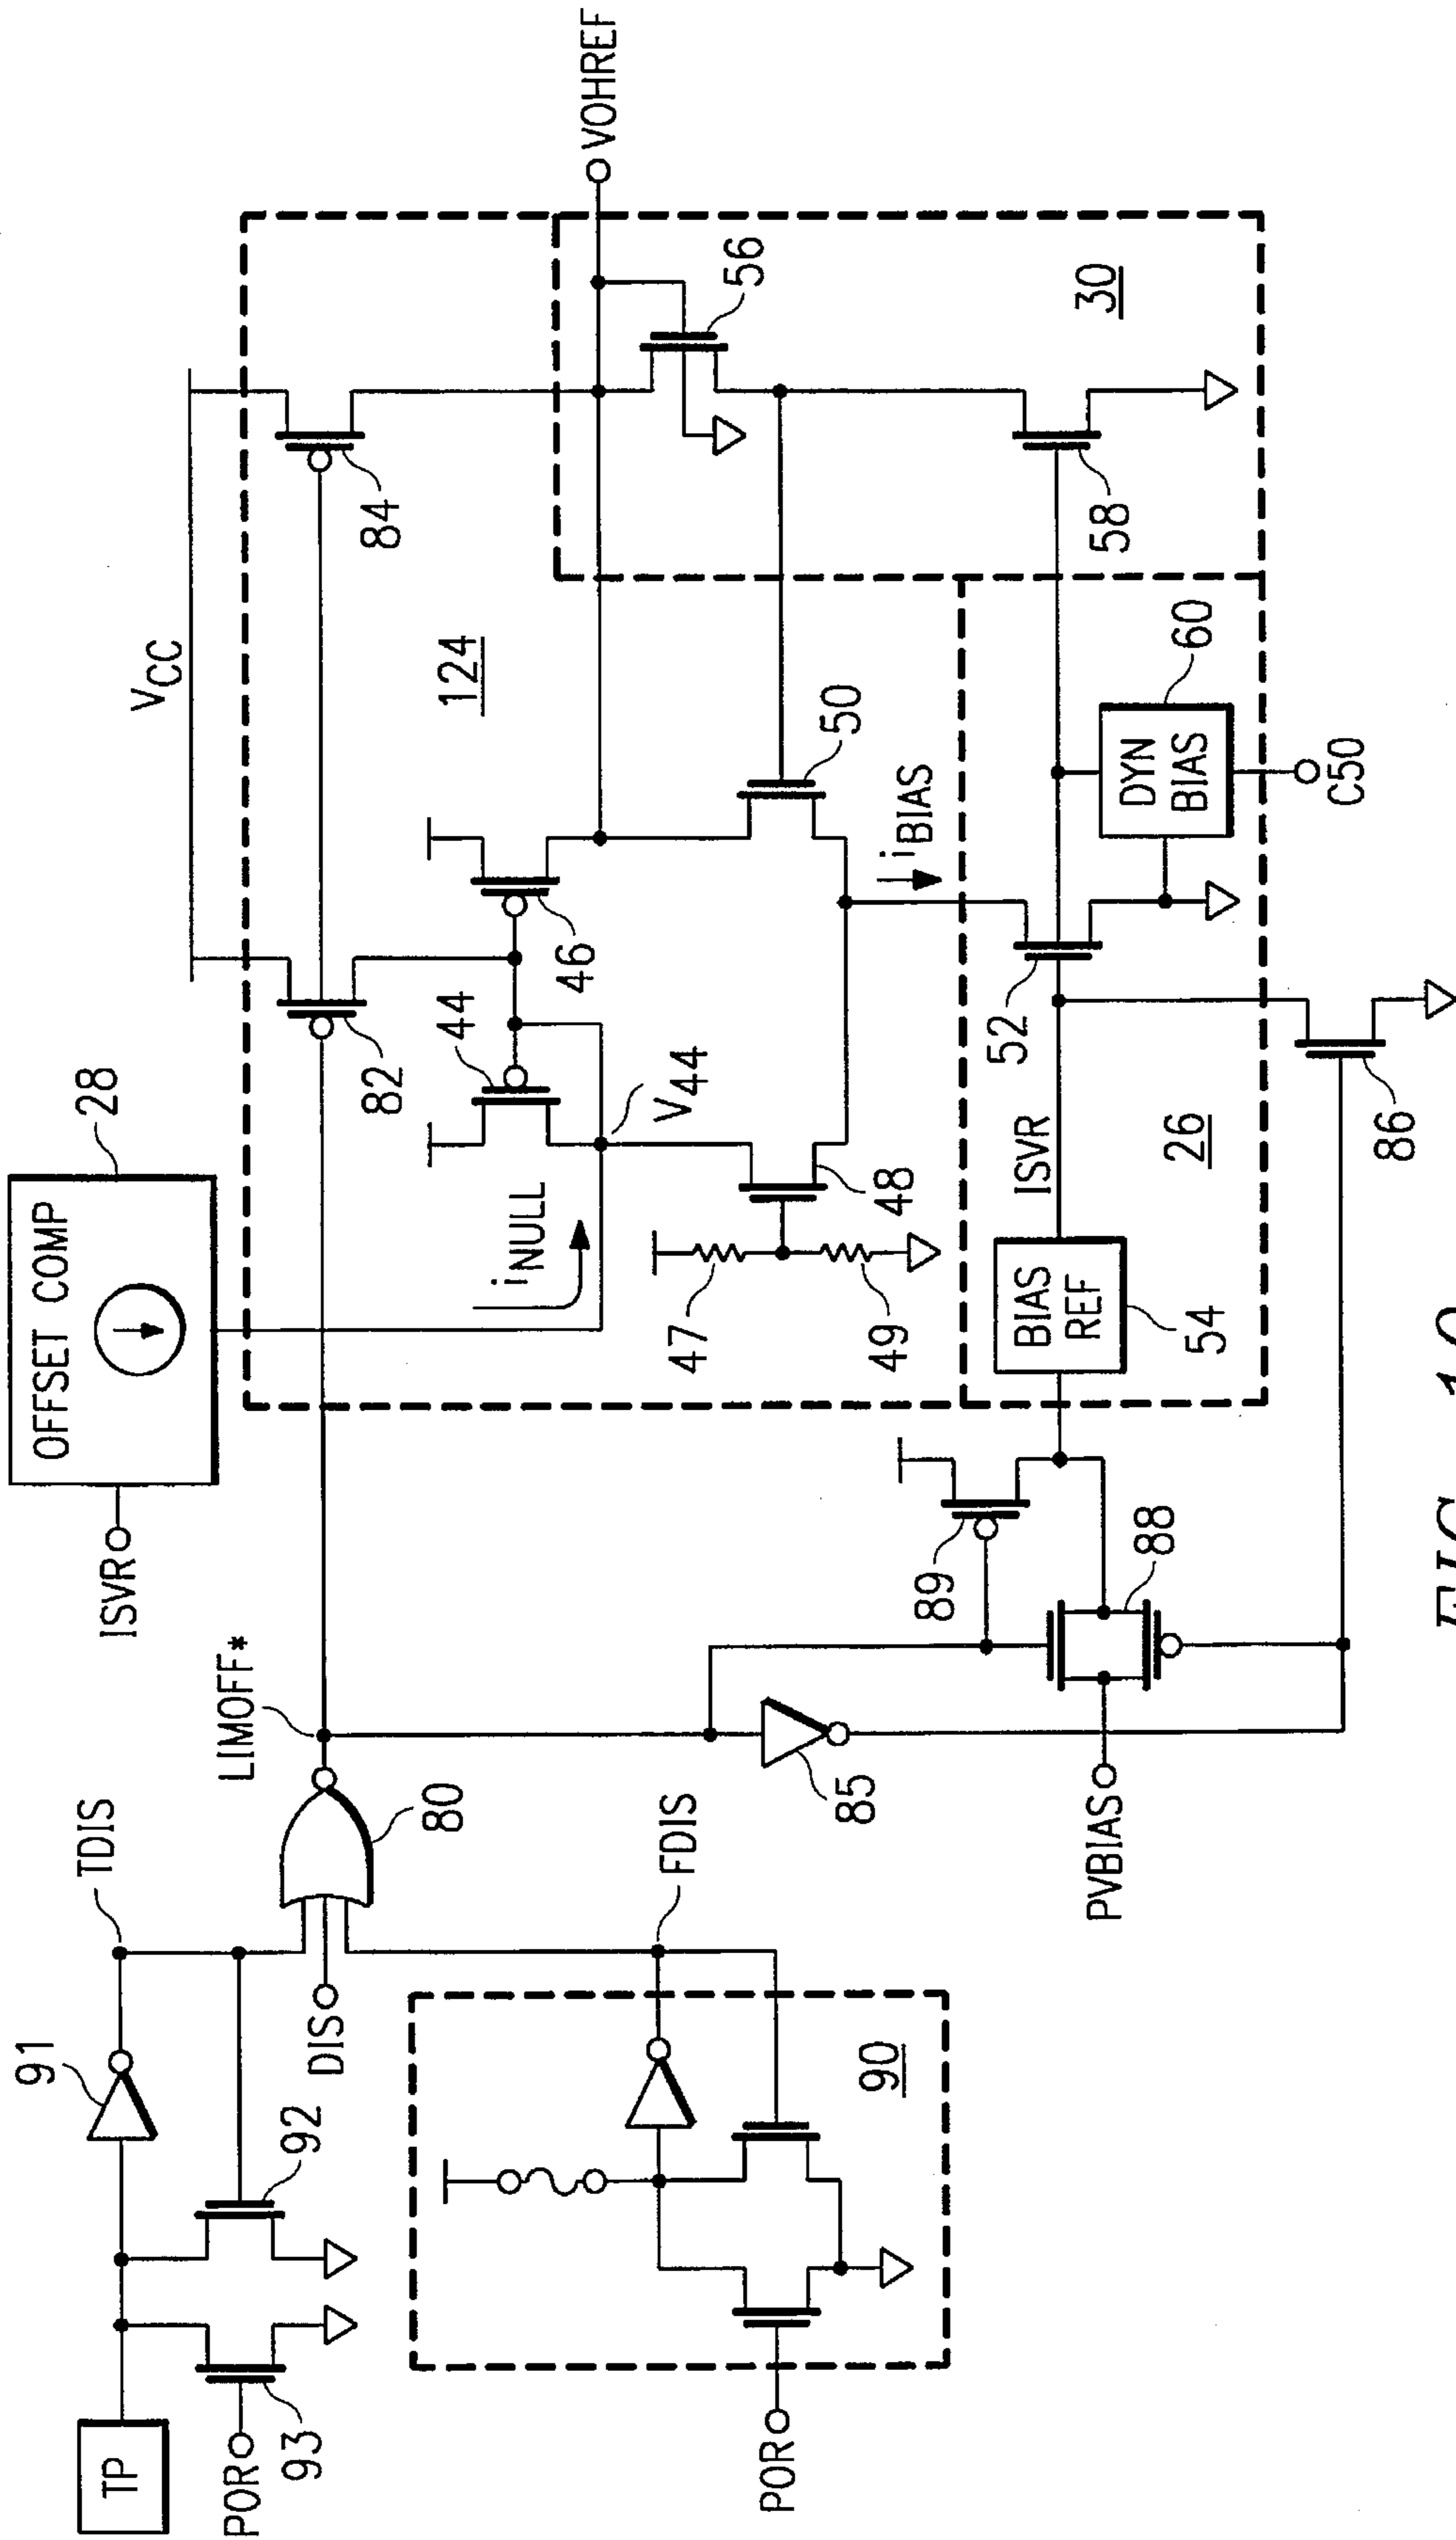 OFFSET COMP
28
ISVR
TP
91
TDIS
POR
93
92
LIMOFF*
80
DIS
VCC
82
84
44
46
124
iNULL
V44
VOHREF
FDIS
90
POR
47
49
48
50
56
iBIAS
85
89
PVBIAS
88
BIAS
REF
54
ISVR
52
26
DYN
BIAS
60
C50
58
30
86
FIG.